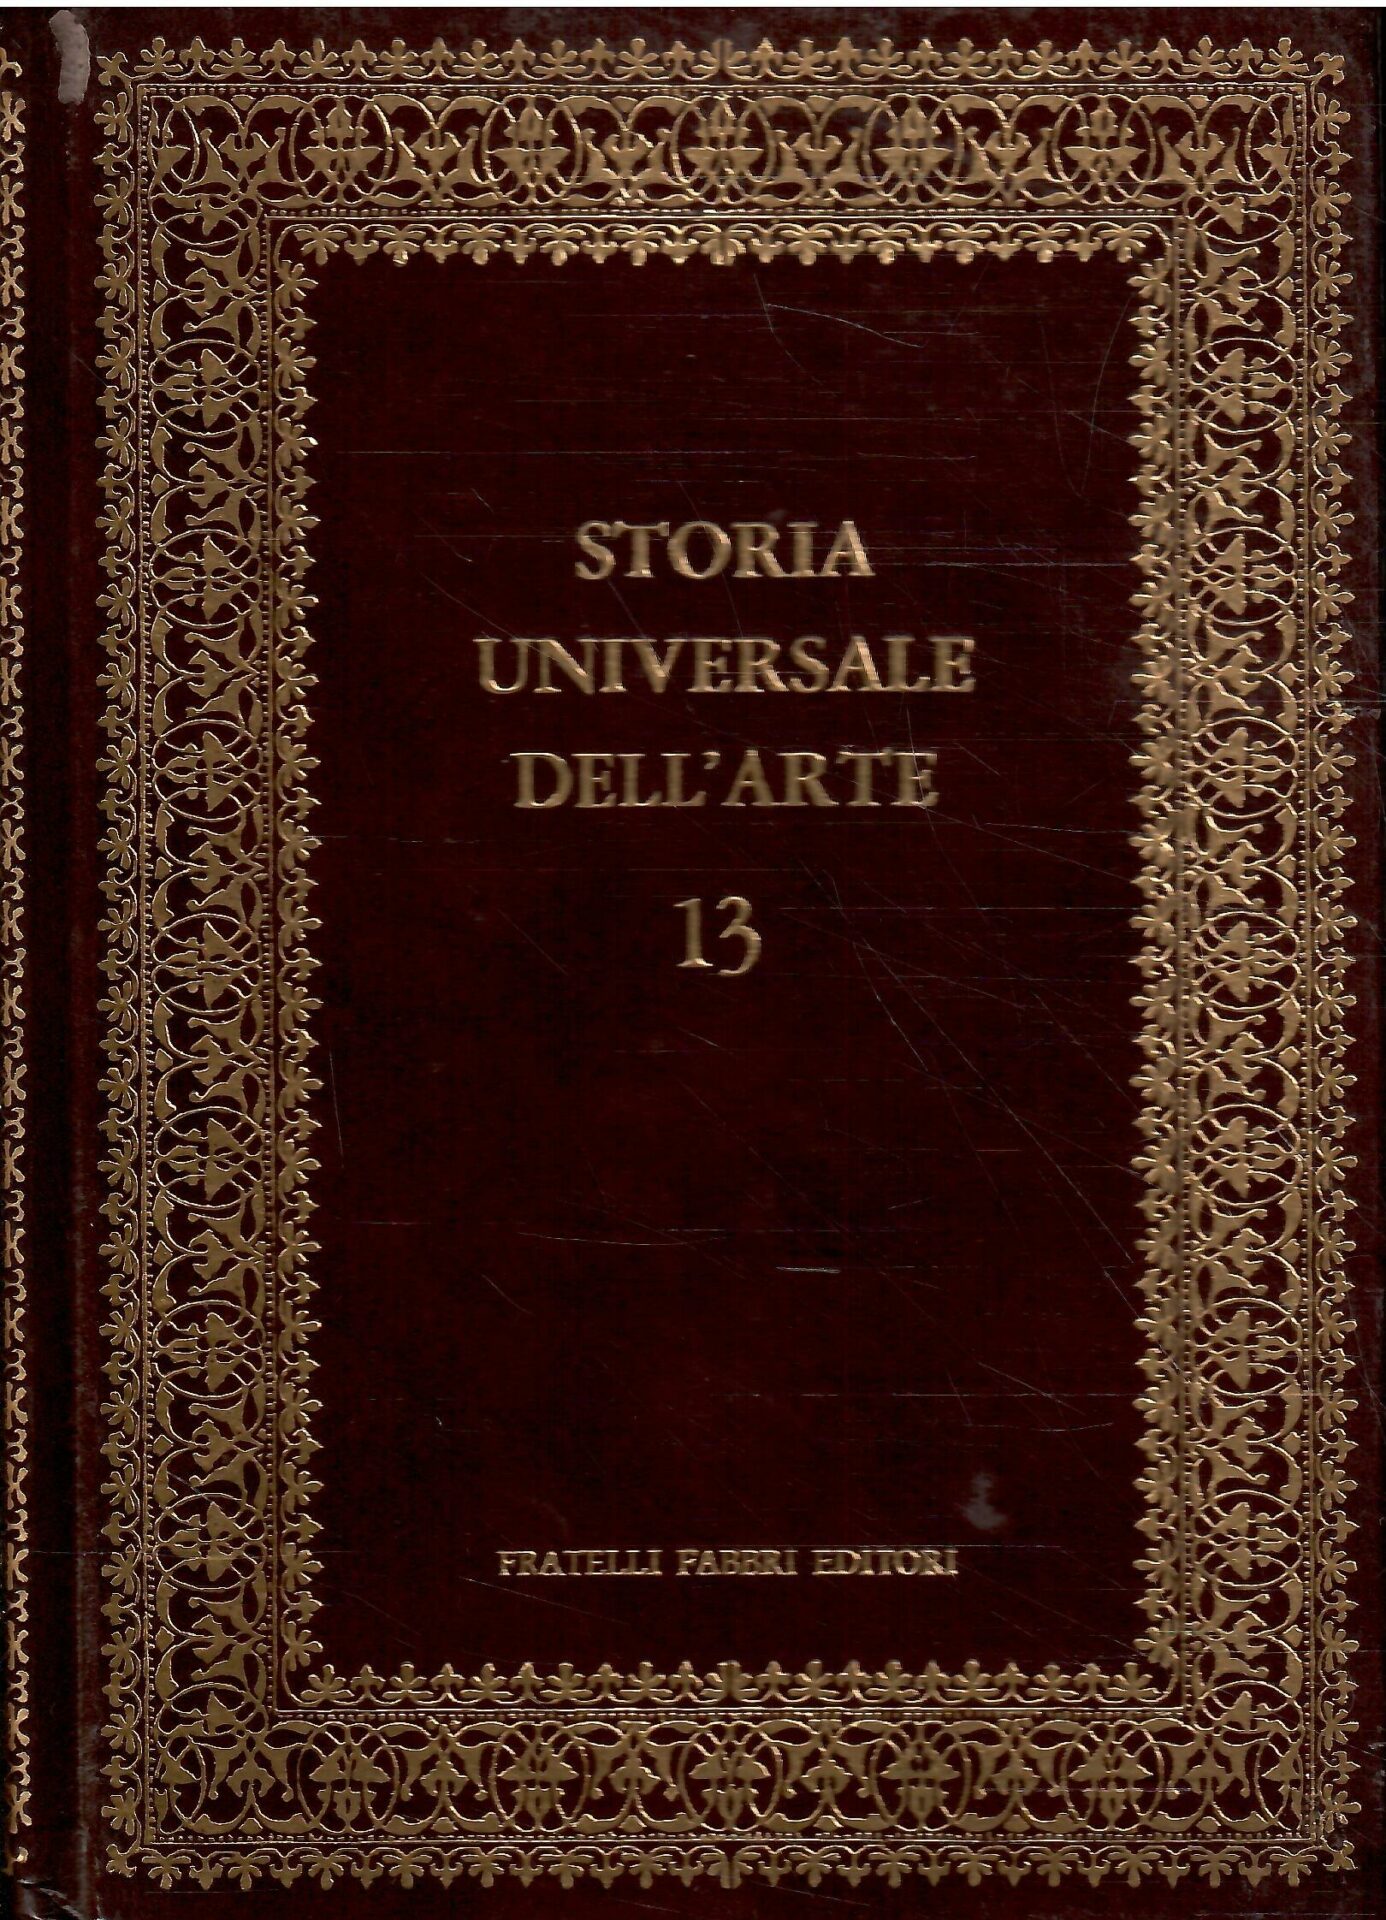 STORIA
UNIVERSALE
DELL'ARTE
13
FRATELLI FABBRI EDITORI